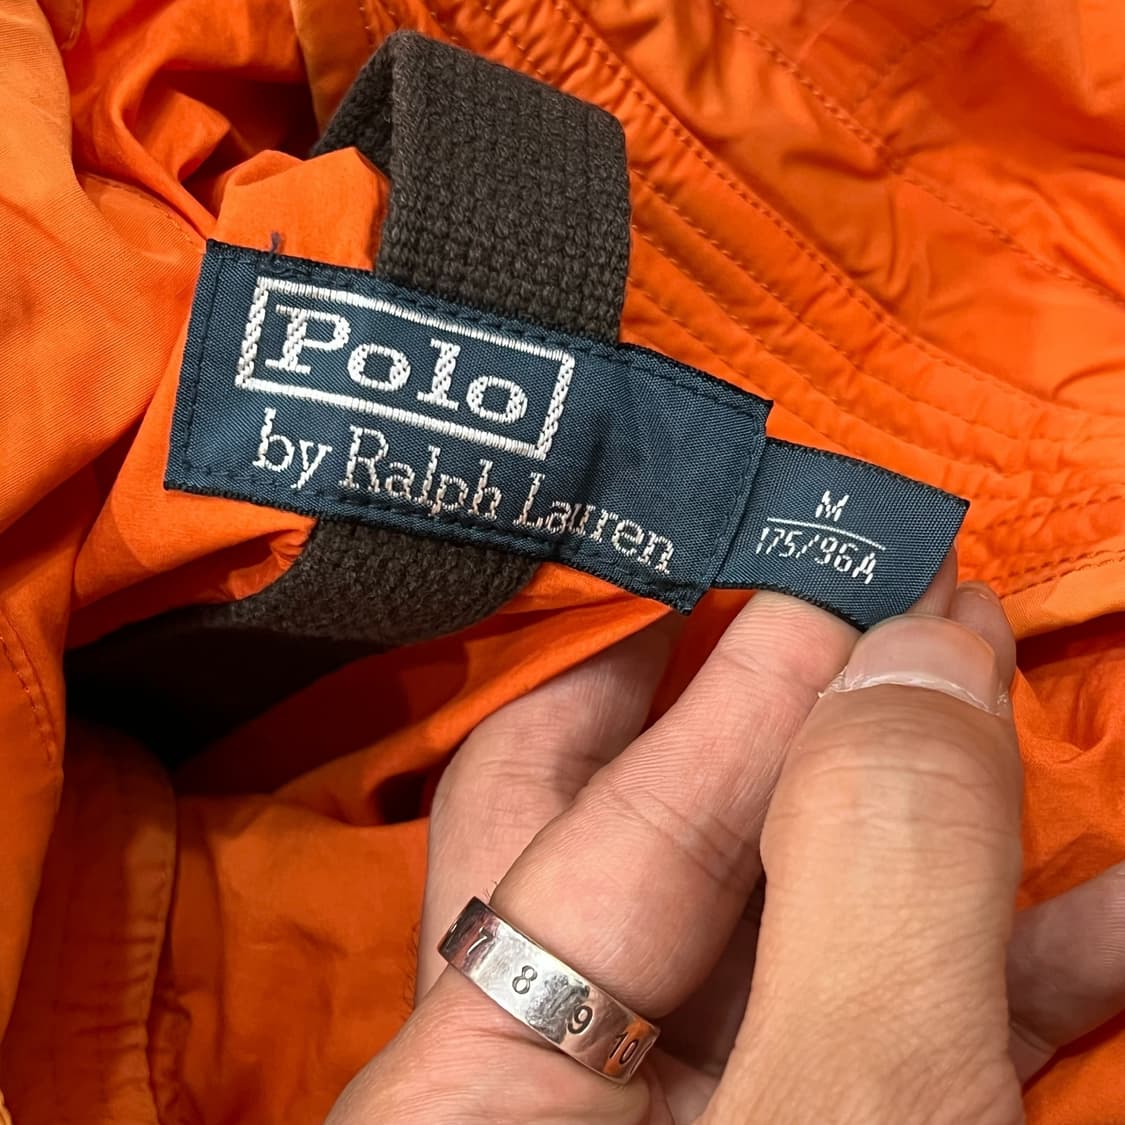 Polo
by Ralph Lauren
M
175/96A
7 8 9 10